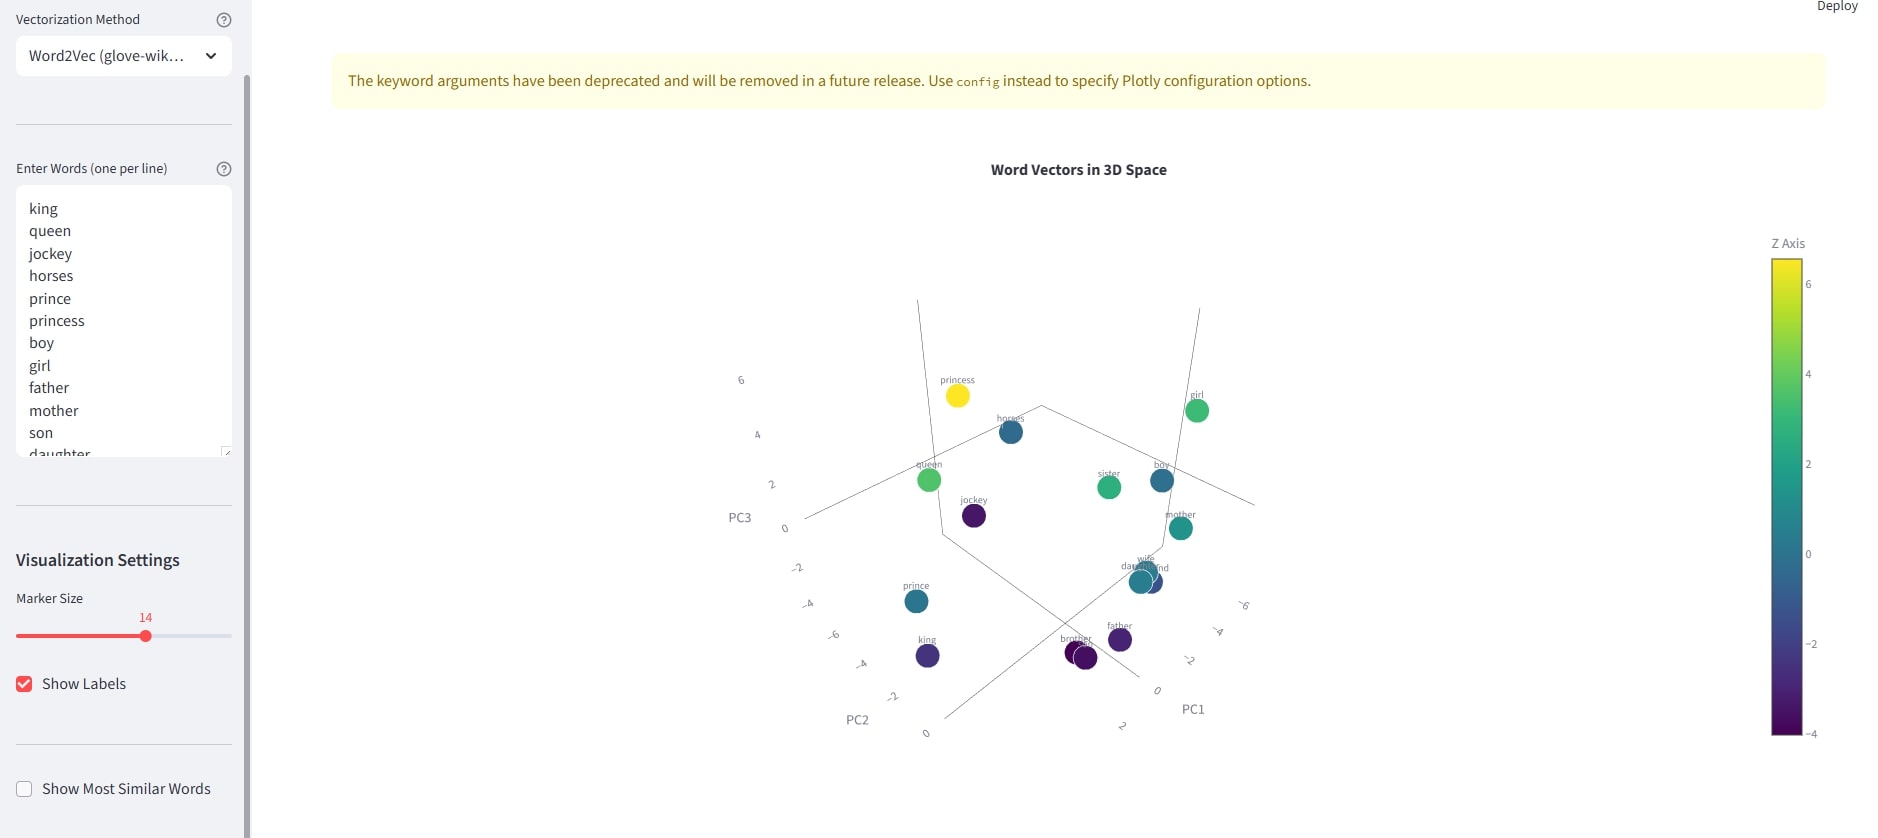 Deploy
Vectorization Method
Word2Vec (glove-wik…
Enter Words (one per line)
king
queen
jockey
horses
prince
princess
boy
girl
father
mother
son
daughter
Visualization Settings
Marker Size
14
Show Labels
Show Most Similar Words
The keyword arguments have been deprecated and will be removed in a future release. Use config instead to specify Plotly configuration options.
Word Vectors in 3D Space
princess
horses
girl
queen
sister
boy
jockey
mother
wife
prince
father
brother
king
6
4
2
0
−2
−4
PC3
−6
−4
−2
0
PC2
−6
−4
−2
0
2
PC1
Z Axis
6
4
2
0
−2
−4